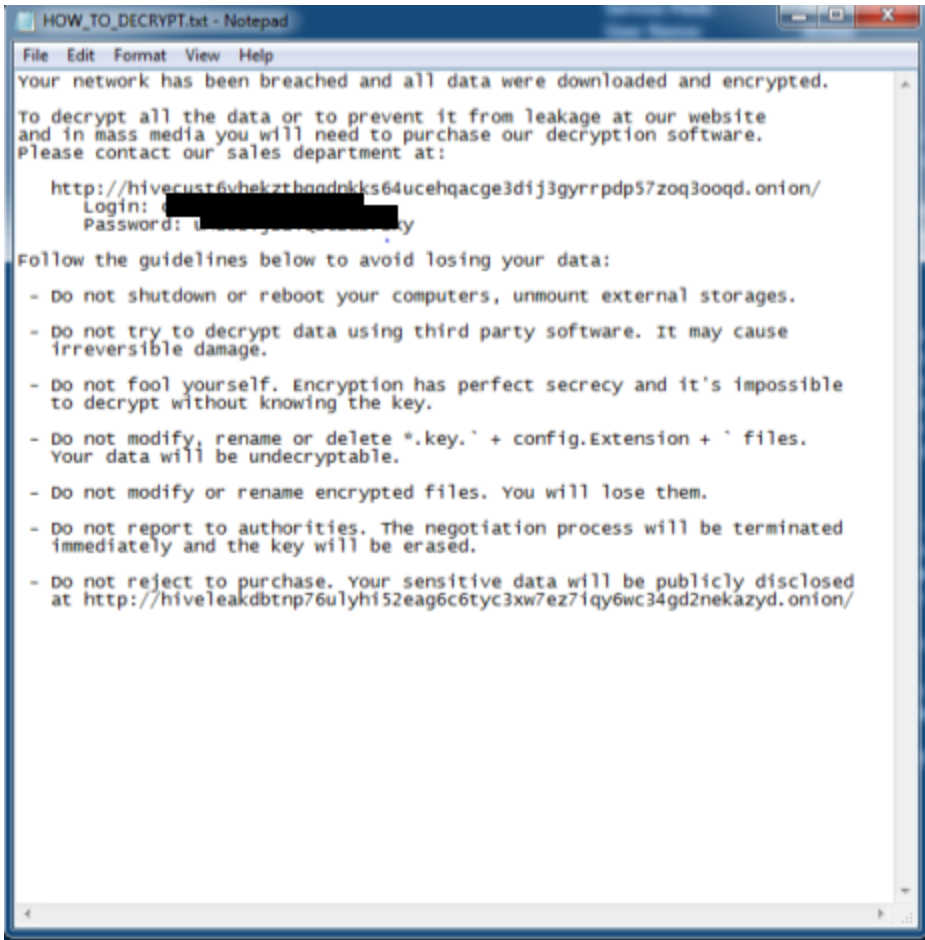 HOW_TO_DECRYPT.txt - Notepad
File Edit Format View Help
Your network has been breached and all data were downloaded and encrypted.
To decrypt all the data or to prevent it from leakage at our website
and in mass media you will need to purchase our decryption software.
Please contact our sales department at:
Login:
Password:
Follow the guidelines below to avoid losing your data:
- Do not shutdown or reboot your computers, unmount external storages.
- Do not try to decrypt data using third party software. It may cause
irreversible damage.
- Do not fool yourself. Encryption has perfect secrecy and it's impossible
to decrypt without knowing the key.
- Do not modify, rename or delete *.key.` + config.Extension + ` files.
Your data will be undecryptable.
- Do not modify or rename encrypted files. You will lose them.
- Do not report to authorities. The negotiation process will be terminated
immediately and the key will be erased.
- Do not reject to purchase. Your sensitive data will be publicly disclosed
at http://hiveleakdbtnp76ulyhi52eag6c6tyc3xw7ez7iqy6wc34gd2nekazyd.onion/